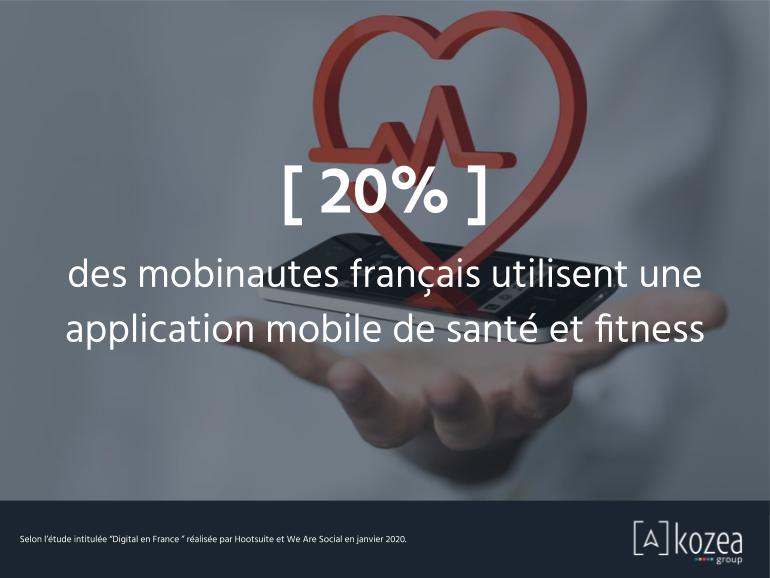 [ 20% ]
des mobinautes français utilisent une
application mobile de santé et fitness
Selon l'étude intitulée "Digital en France " réalisée par Hootsuite et We Are Social en janvier 2020.
[A] kozea
group